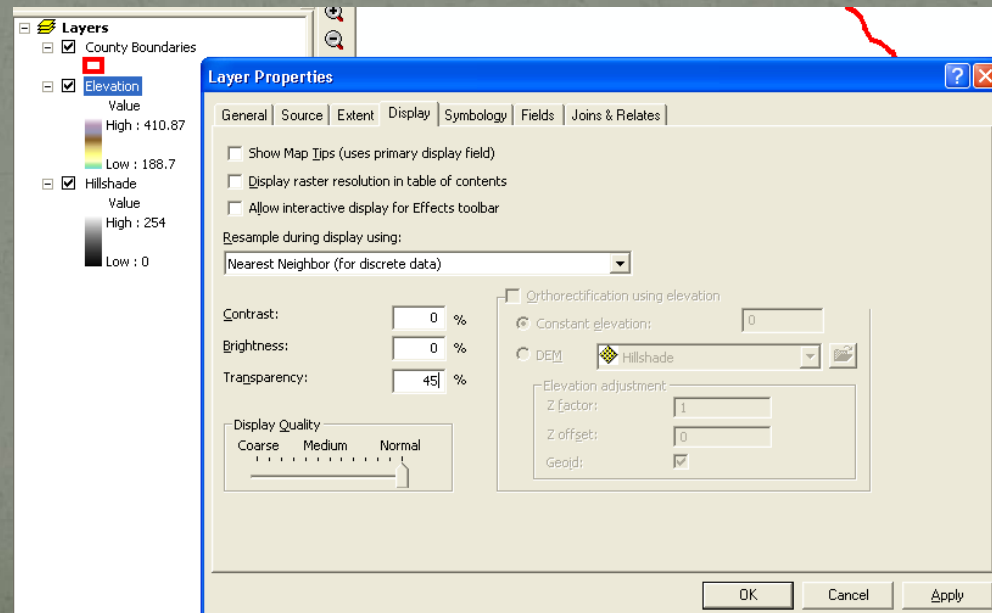 Layers
County Boundaries
Elevation
Value
High : 410.87
Low : 188.7
Hillshade
Value
High : 254
Low : 0
Layer Properties
General Source Extent Display Symbology Fields Joins & Relates
Show Map Tips (uses primary display field)
Display raster resolution in table of contents
Allow interactive display for Effects toolbar
Resample during display using:
Nearest Neighbor (for discrete data)
Contrast: 0 %
Brightness: 0 %
Transparency: 45 %
Display Quality
Coarse Medium Normal
Orthorectification using elevation
Constant elevation: 0
DEM Hillshade
Elevation adjustment
Z factor: 1
Z offset: 0
Geoid:
OK Cancel Apply